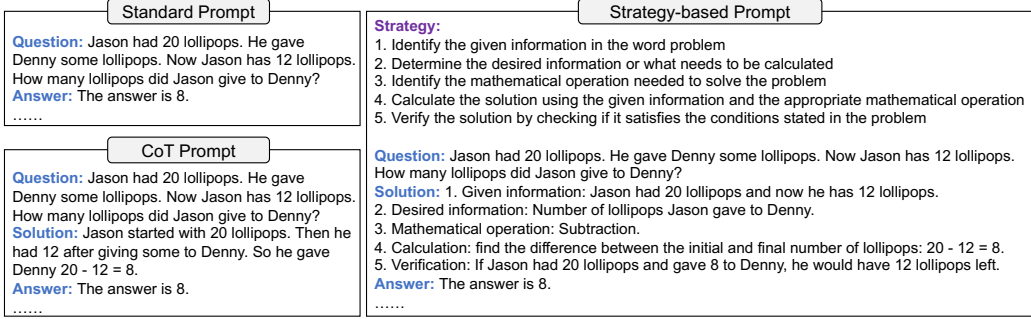 Standard Prompt
Question: Jason had 20 lollipops. He gave
Denny some lollipops. Now Jason has 12 lollipops.
How many lollipops did Jason give to Denny?
Answer: The answer is 8.
......
CoT Prompt
Question: Jason had 20 lollipops. He gave
Denny some lollipops. Now Jason has 12 lollipops.
How many lollipops did Jason give to Denny?
Solution: Jason started with 20 lollipops. Then he
had 12 after giving some to Denny. So he gave
Denny 20 - 12 = 8.
Answer: The answer is 8.
......
Strategy-based Prompt
Strategy:
1. Identify the given information in the word problem
2. Determine the desired information or what needs to be calculated
3. Identify the mathematical operation needed to solve the problem
4. Calculate the solution using the given information and the appropriate mathematical operation
5. Verify the solution by checking if it satisfies the conditions stated in the problem
Question: Jason had 20 lollipops. He gave Denny some lollipops. Now Jason has 12 lollipops.
How many lollipops did Jason give to Denny?
Solution: 1. Given information: Jason had 20 lollipops and now he has 12 lollipops.
2. Desired information: Number of lollipops Jason gave to Denny.
3. Mathematical operation: Subtraction.
4. Calculation: find the difference between the initial and final number of lollipops: 20 - 12 = 8.
5. Verification: If Jason had 20 lollipops and gave 8 to Denny, he would have 12 lollipops left.
Answer: The answer is 8.
......